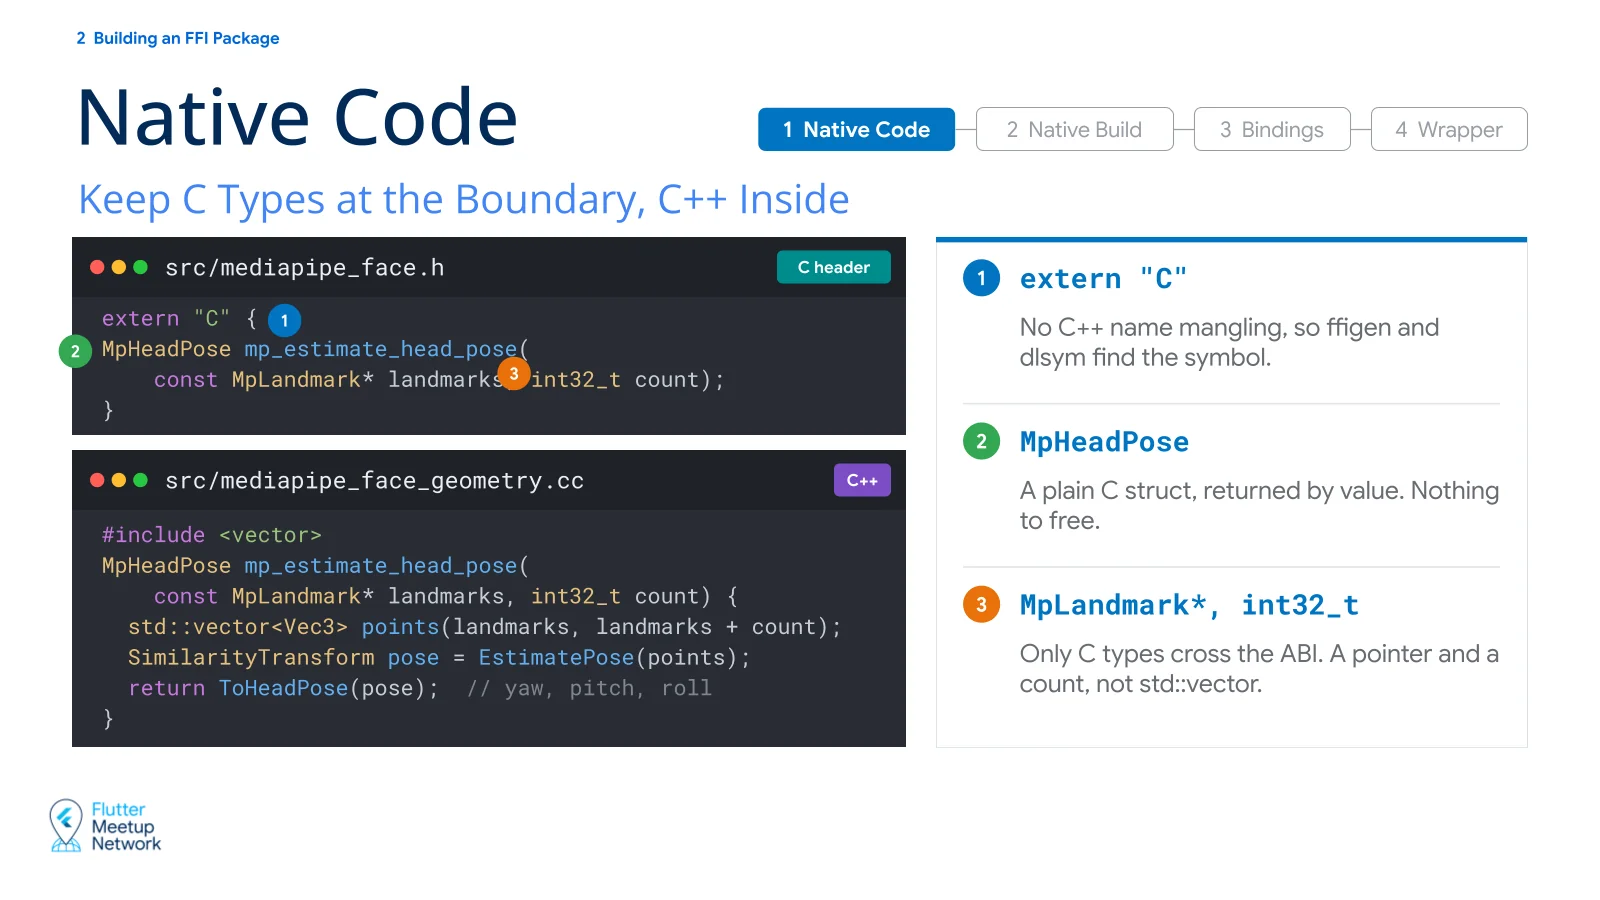 2 Building an FFI Package
Native Code
1 Native Code
2 Native Build
3 Bindings
4 Wrapper
Keep C Types at the Boundary, C++ Inside
src/mediapipe_face.h
C header
extern "C" { 1
2 MpHeadPose mp_estimate_head_pose(
const MpLandmark* landmarks 3 int32_t count);
}
src/mediapipe_face_geometry.cc
C++
#include <vector>
MpHeadPose mp_estimate_head_pose(
const MpLandmark* landmarks, int32_t count) {
std::vector<Vec3> points(landmarks, landmarks + count);
SimilarityTransform pose = EstimatePose(points);
return ToHeadPose(pose); // yaw, pitch, roll
}
1 extern "C"
No C++ name mangling, so ffigen and
dlsym find the symbol.
2 MpHeadPose
A plain C struct, returned by value. Nothing
to free.
3 MpLandmark*, int32_t
Only C types cross the ABI. A pointer and a
count, not std::vector.
Flutter
Meetup
Network